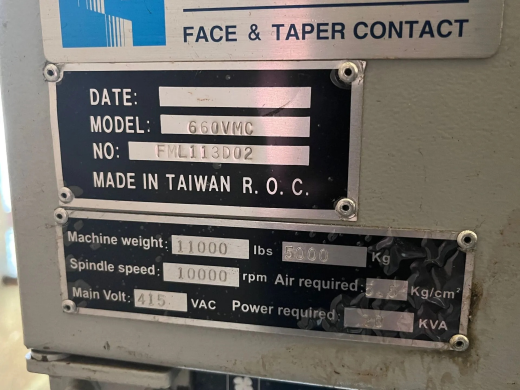 FACE & TAPER CONTACT
DATE:
MODEL: 660VMC
NO: FML113D02
MADE IN TAIWAN R. O. C.
Machine weight: 11000 lbs 5000 Kg
Spindle speed: 10000 rpm Air required: Kg/cm²
Main Volt: 415 VAC Power required KVA